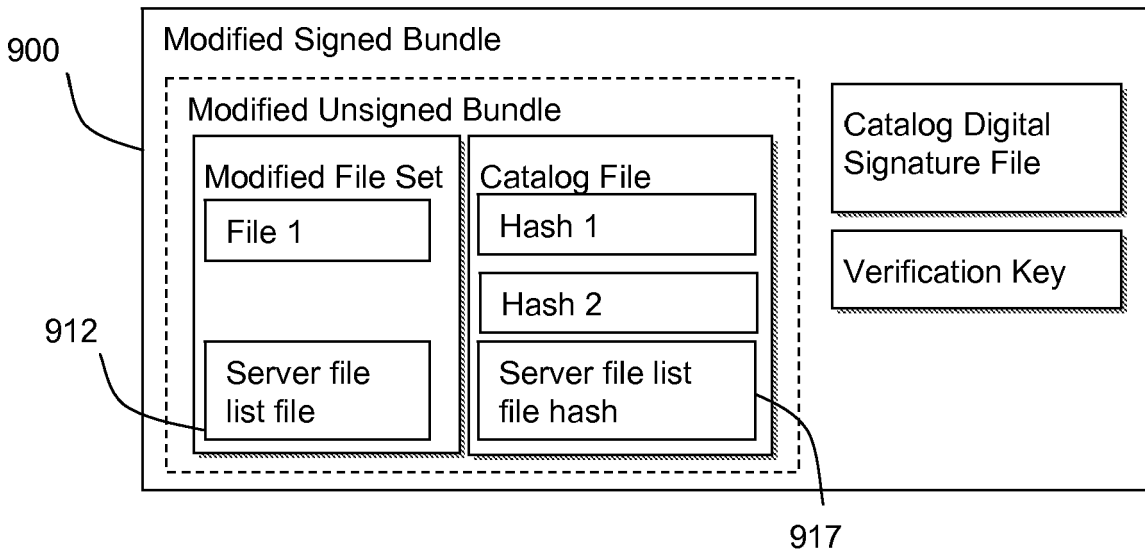 Modified Signed Bundle
900
Modified Unsigned Bundle
Modified File Set
File 1
912
Server file
list file
Catalog File
Hash 1
Hash 2
Server file list
file hash
917
Catalog Digital
Signature File
Verification Key